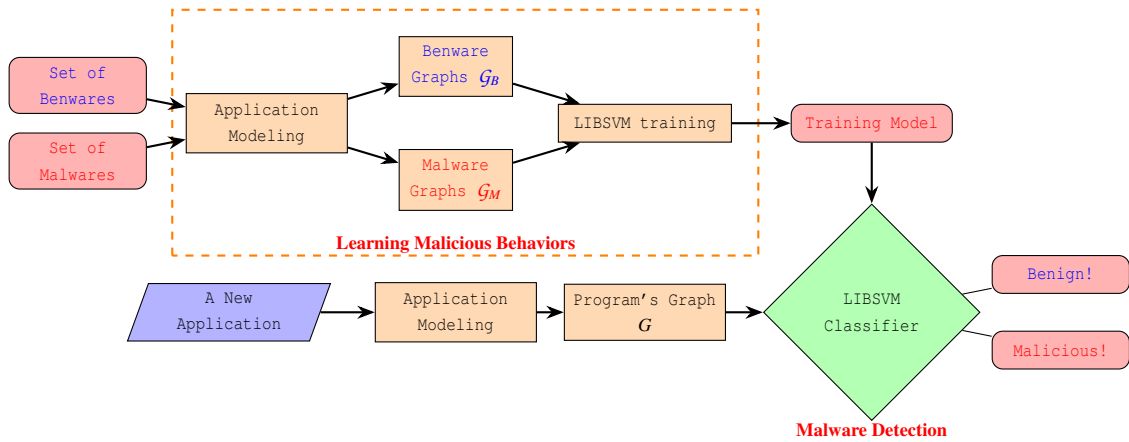 Set of
Benwares
Set of
Malwares
Application
Modeling
Benware
Graphs 𝒢B
Malware
Graphs 𝒢M
LIBSVM training
Training Model
Learning Malicious Behaviors
A New
Application
Application
Modeling
Program's Graph
G
LIBSVM
Classifier
Benign!
Malicious!
Malware Detection